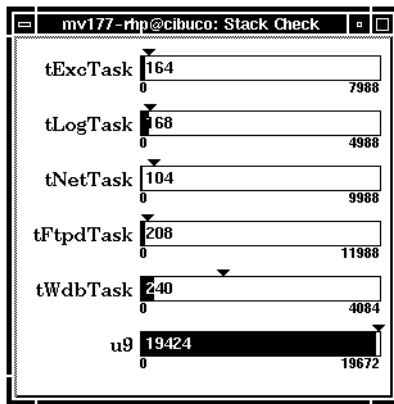 mv177-rhp@cibuco: Stack Check
tExcTask 164
0 7988
tLogTask 168
0 4988
tNetTask 104
0 9988
tFtpdTask 208
0 11988
tWdbTask 240
0 4084
u9 19424
0 19672